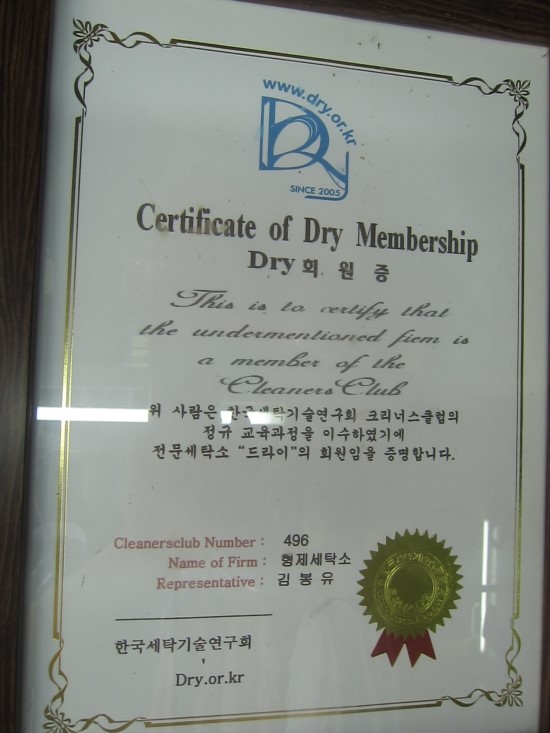 www.dry.or.kr
SINCE 2005
Certificate of Dry Membership
Dry 회 원 증
This is to certify that
the undermentioned fiem is
a member of the
Cleaners Club
위 사람은 한국세탁기술연구회 크리너스클럽의
정규 교육과정을 이수하였기에
전문세탁소 "드라이"의 회원임을 증명합니다.
Cleanersclub Number : 496
Name of Firm : 형제세탁소
Representative : 김 봉 유
한국세탁기술연구회
Dry.or.kr